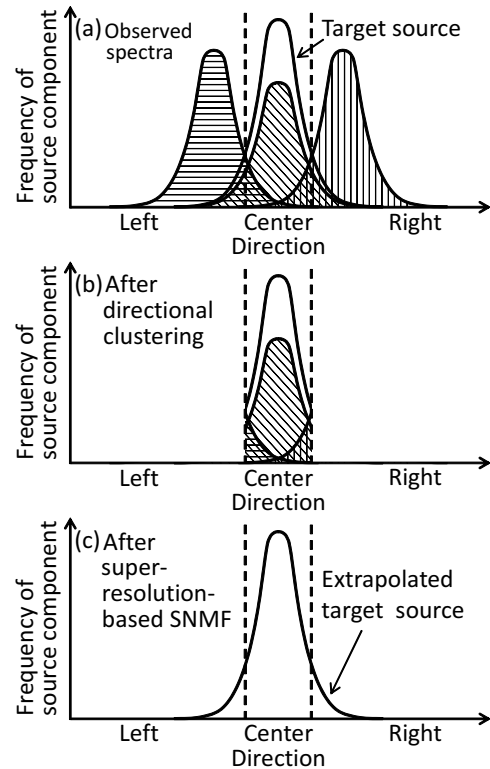 (a) Observed
spectra
Target source
Frequency of
source component
Left
Center
Right
Direction
(b) After
directional
clustering
Frequency of
source component
Left
Center
Right
Direction
(c) After
super-
resolution-
based SNMF
Extrapolated
target source
Frequency of
source component
Left
Center
Right
Direction